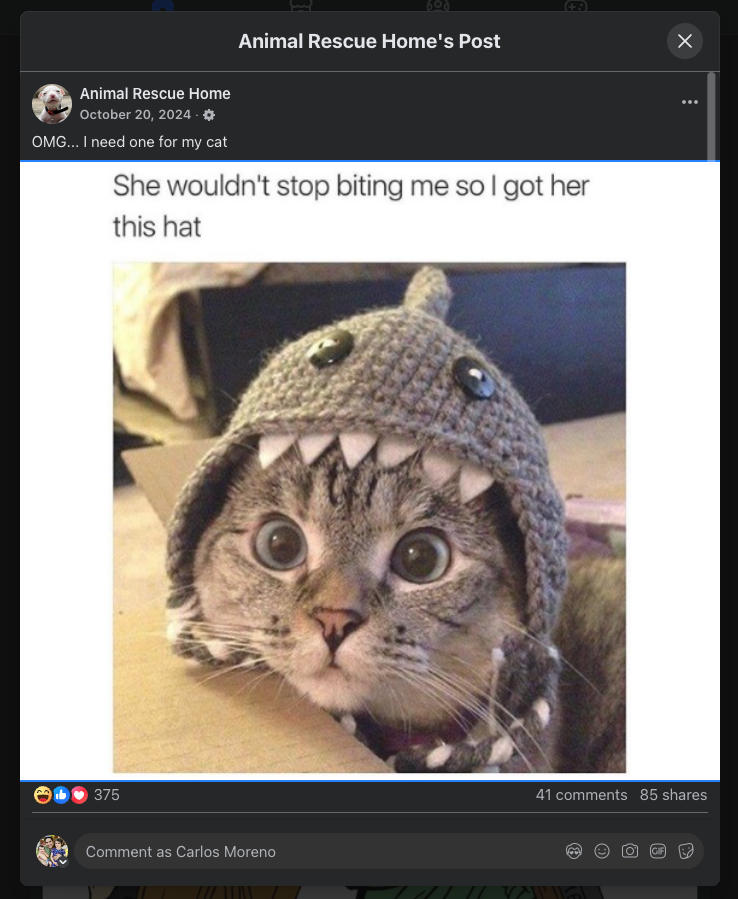 Animal Rescue Home's Post
Animal Rescue Home
October 20, 2024 ·
OMG... I need one for my cat
She wouldn't stop biting me so I got her
this hat
375
41 comments 85 shares
Comment as Carlos Moreno
GIF